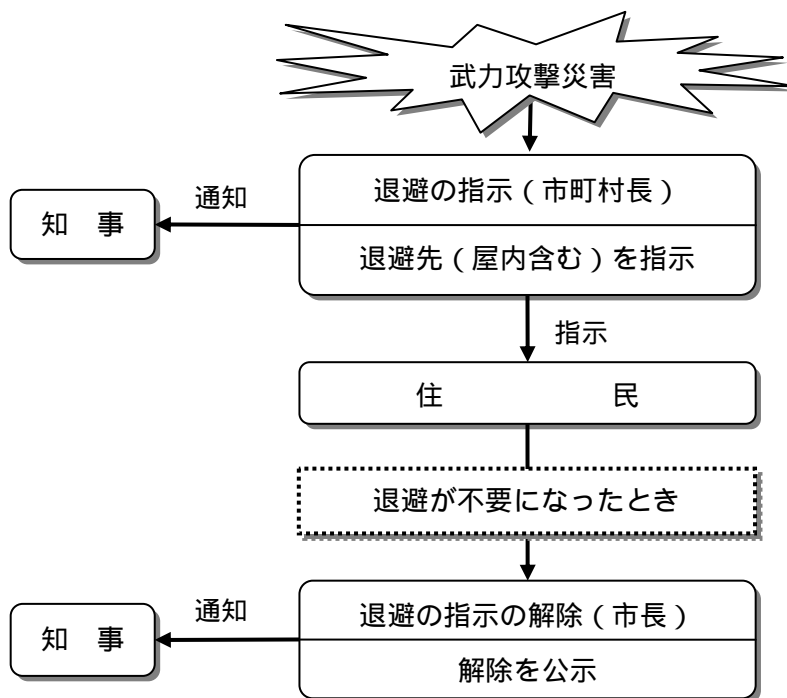 武力攻撃災害
退避の指示（市町村長）
通知
知　事
退避先（屋内含む）を指示
指示
住　　　　　民
退避が不要になったとき
退避の指示の解除（市長）
通知
知　事
解除を公示